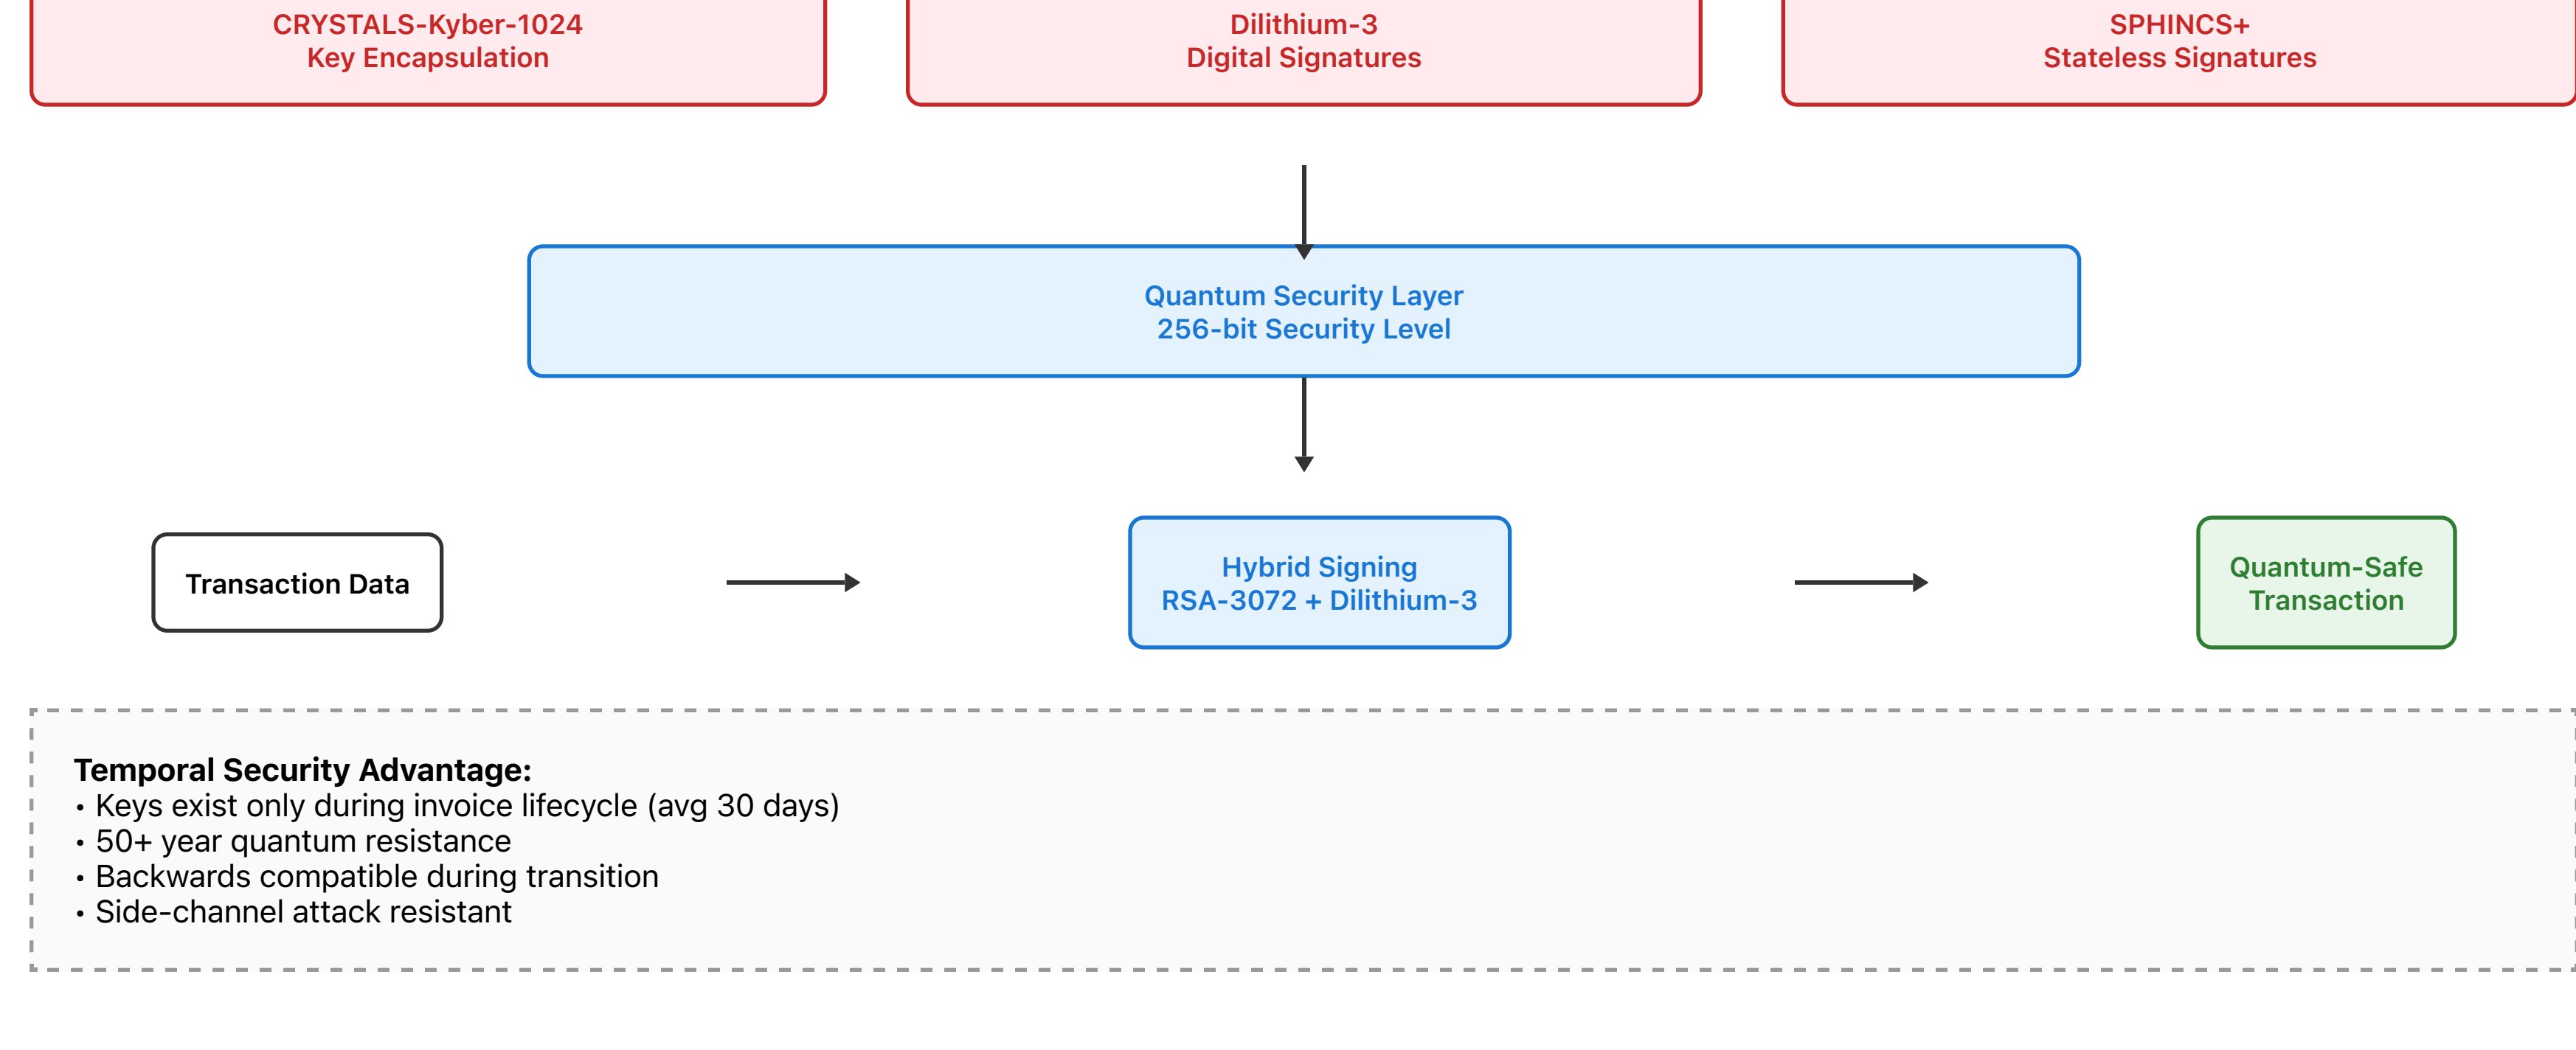 CRYSTALS-Kyber-1024
Key Encapsulation
Dilithium-3
Digital Signatures
SPHINCS+
Stateless Signatures
Quantum Security Layer
256-bit Security Level
Transaction Data
Hybrid Signing
RSA-3072 + Dilithium-3
Quantum-Safe
Transaction
Temporal Security Advantage:
• Keys exist only during invoice lifecycle (avg 30 days)
• 50+ year quantum resistance
• Backwards compatible during transition
• Side-channel attack resistant